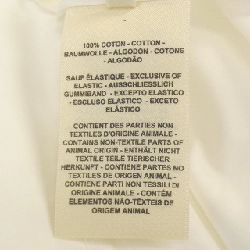 100% COTTON - COTTON -
BAUMWOLLE - ALGODON - COTONE
- ALGODÃO
SAUF ÉLASTIQUE - EXCLUSIVE OF
ELASTIC - AUSSCHLIESSLICH
GUMMIBAND - EXCEPTO ELASTICO
- ESCLUSO ELASTICO - EXCETO
ELÁSTICO
CONTIENT DES PARTIES NON
TEXTILES D'ORIGINE ANIMALE -
CONTAINS NON-TEXTILE PARTS OF
ANIMAL ORIGIN - ENTHÄLT NICHT
TEXTILE TEILE TIERISCHER
HERKUNFT - CONTIENE PARTES NO
TEXTILES DE ORIGEN ANIMAL -
CONTIENE PARTI NON TESSILI DI
ORIGINE ANIMALE - CONTÉM
ELEMENTOS NÃO-TÊXTEIS DE
ORIGEM ANIMAL